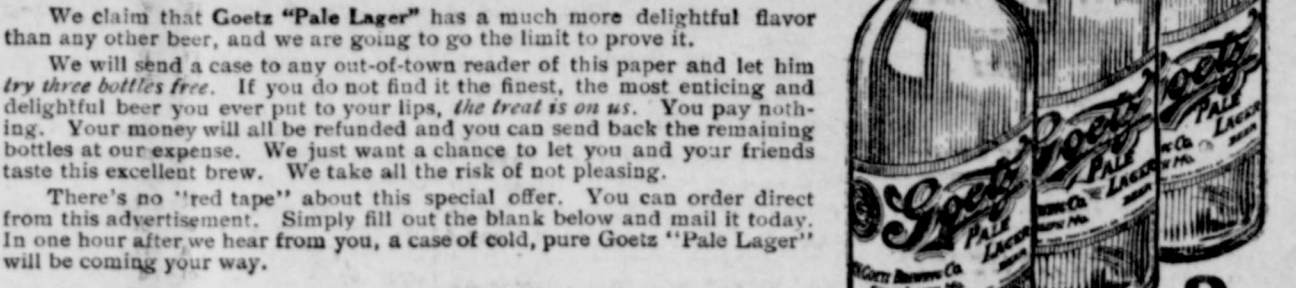 We claim that Goetz "Pale Lager" has a much more delightful flavor
than any other beer, and we are going to go the limit to prove it.
We will send a case to any out-of-town reader of this paper and let him
try three bottles free. If you do not find it the finest, the most enticing and
delightful beer you ever put to your lips, the treat is on us. You pay noth-
ing. Your money will all be refunded and you can send back the remaining
bottles at our expense. We just want a chance to let you and your friends
taste this excellent brew. We take all the risk of not pleasing.
There's no "red tape" about this special offer. You can order direct
from this advertisement. Simply fill out the blank below and mail it today.
In one hour after we hear from you, a case of cold, pure Goetz "Pale Lager"
will be coming your way.
Goetz
PALE
LAGER
BEER
Goetz
PALE
LAGER
BEER
Goetz
PALE
LAGER
Goetz Brewing Co.